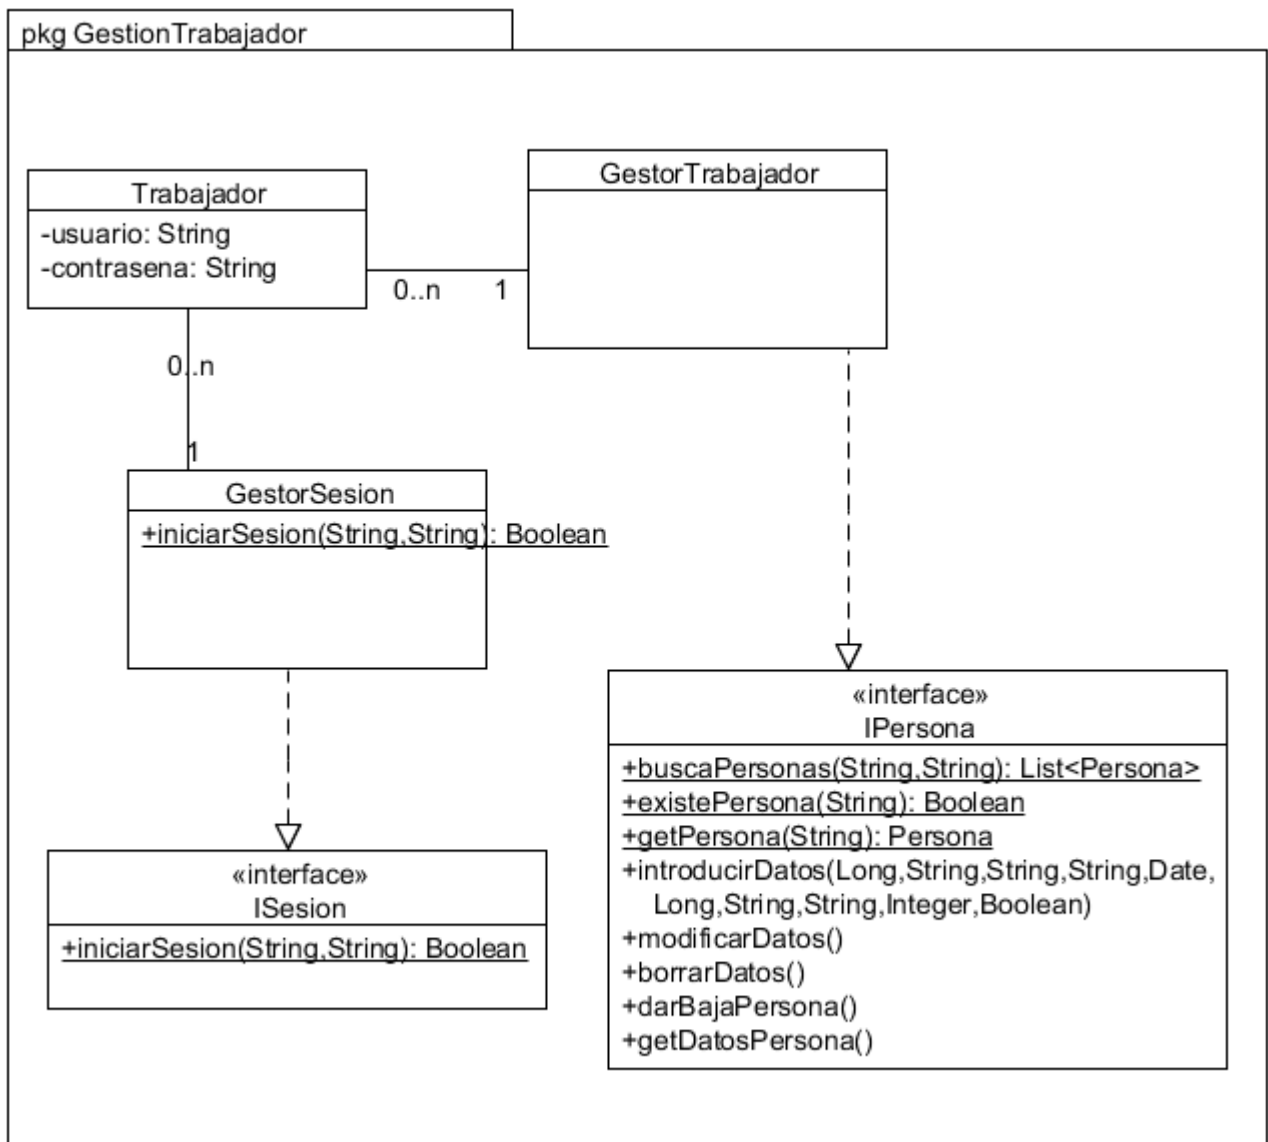 pkg GestionTrabajador
Trabajador
-usuario: String
-contrasena: String
GestorTrabajador
0..n
1
0..n
1
GestorSesion
+iniciarSesion(String,String): Boolean
«interface»
ISesion
+iniciarSesion(String,String): Boolean
«interface»
IPersona
+buscaPersonas(String,String): List<Persona>
+existePersona(String): Boolean
+getPersona(String): Persona
+introducirDatos(Long,String,String,String,Date,
Long,String,String,Integer,Boolean)
+modificarDatos()
+borrarDatos()
+darBajaPersona()
+getDatosPersona()